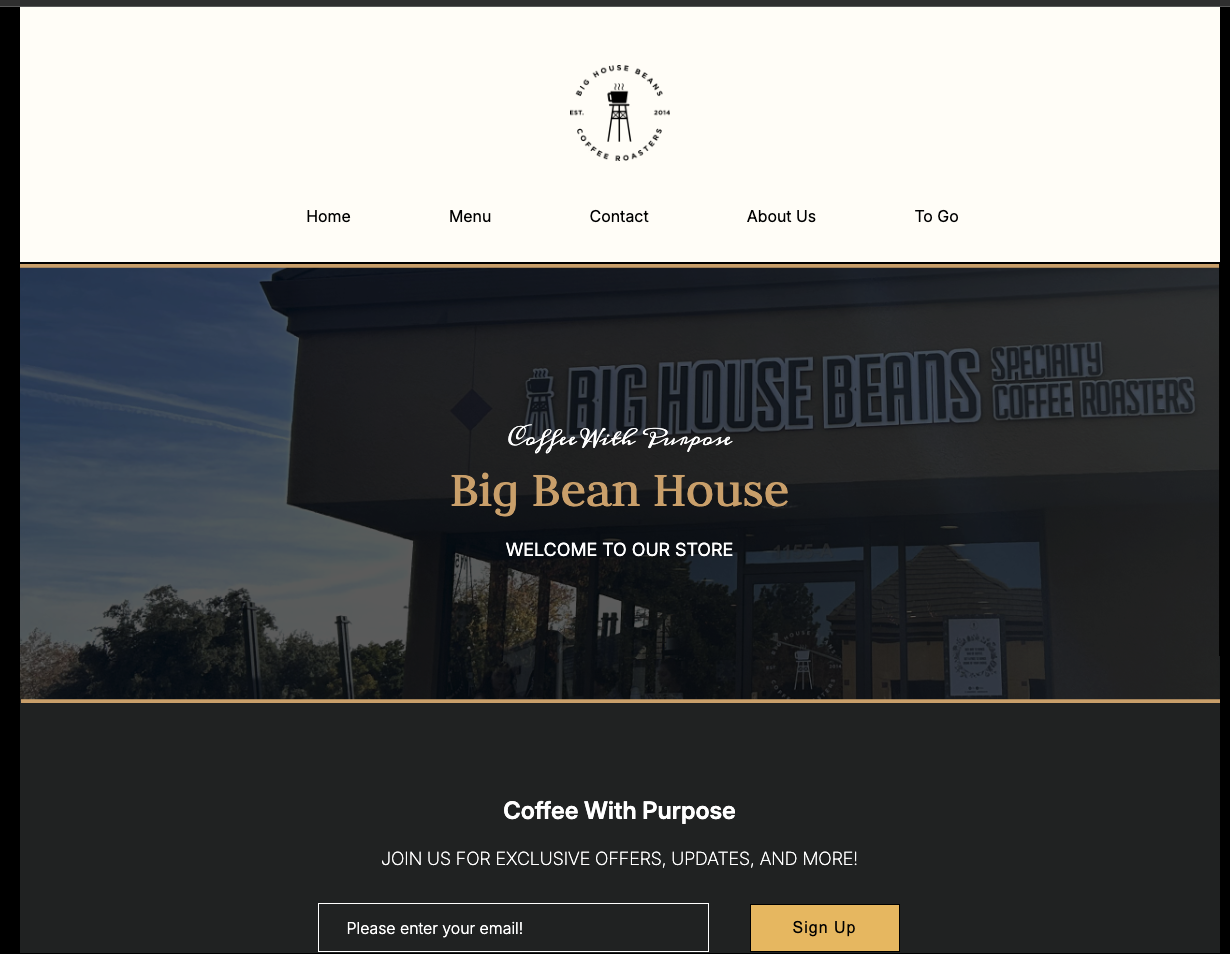 BIG HOUSE BEANS
EST. 2014
COFFEE ROASTERS
Home Menu Contact About Us To Go
BIG HOUSE BEANS SPECIALTY
COFFEE ROASTERS
Coffee With Purpose
Big Bean House
WELCOME TO OUR STORE
Coffee With Purpose
JOIN US FOR EXCLUSIVE OFFERS, UPDATES, AND MORE!
Please enter your email! Sign Up